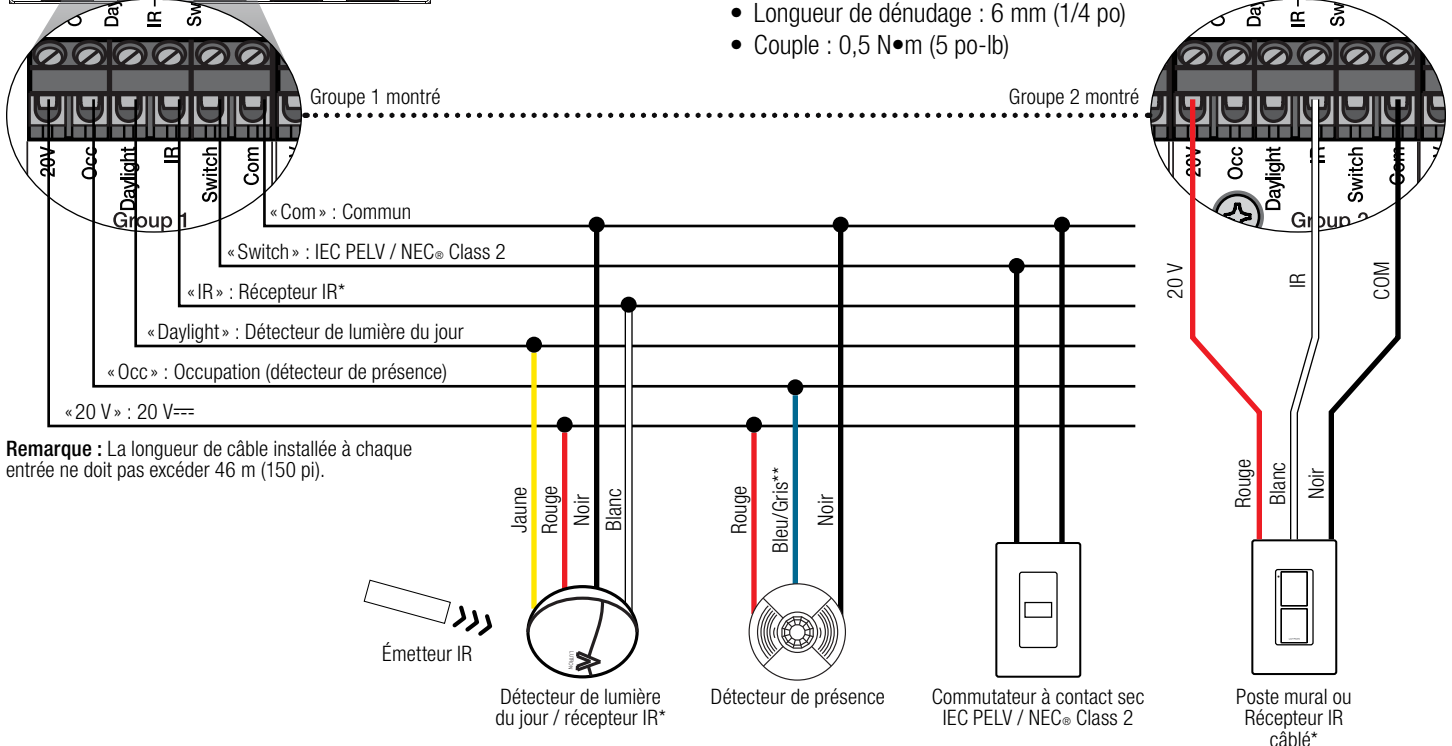 • Longueur de dénudage : 6 mm (1/4 po)
• Couple : 0,5 N•m (5 po-lb)
Groupe 1 montré
Groupe 2 montré
20V
Occ
Daylight
IR
Switch
Com
Group 1
20V
Occ
Daylight
IR
Switch
Com
Group 2
«Com» : Commun
«Switch» : IEC PELV / NEC® Class 2
«IR» : Récepteur IR*
«Daylight» : Détecteur de lumière du jour
«Occ» : Occupation (détecteur de présence)
«20 V» : 20 V⎓
Remarque : La longueur de câble installée à chaque
entrée ne doit pas excéder 46 m (150 pi).
20 V
IR
COM
Jaune
Rouge
Noir
Blanc
Rouge
Bleu/Gris**
Noir
Rouge
Blanc
Noir
LUTRON
Émetteur IR
Détecteur de lumière
du jour / récepteur IR*
Détecteur de présence
Commutateur à contact sec
IEC PELV / NEC® Class 2
Poste mural ou
Récepteur IR
câblé*